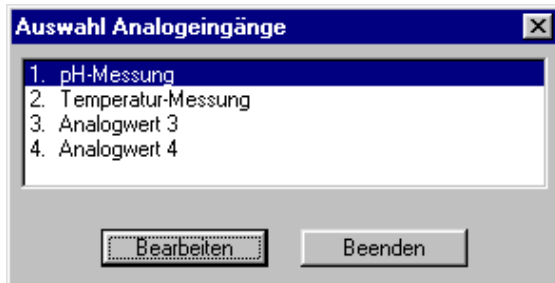 Auswahl Analogeingänge
1. pH-Messung
2. Temperatur-Messung
3. Analogwert 3
4. Analogwert 4
Bearbeiten Beenden